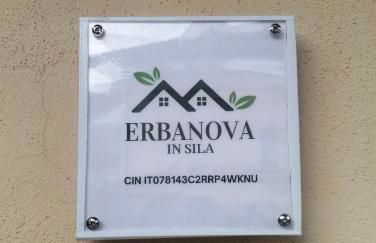 ERBANOVA
IN SILA
CIN IT078143C2RRP4WKNU